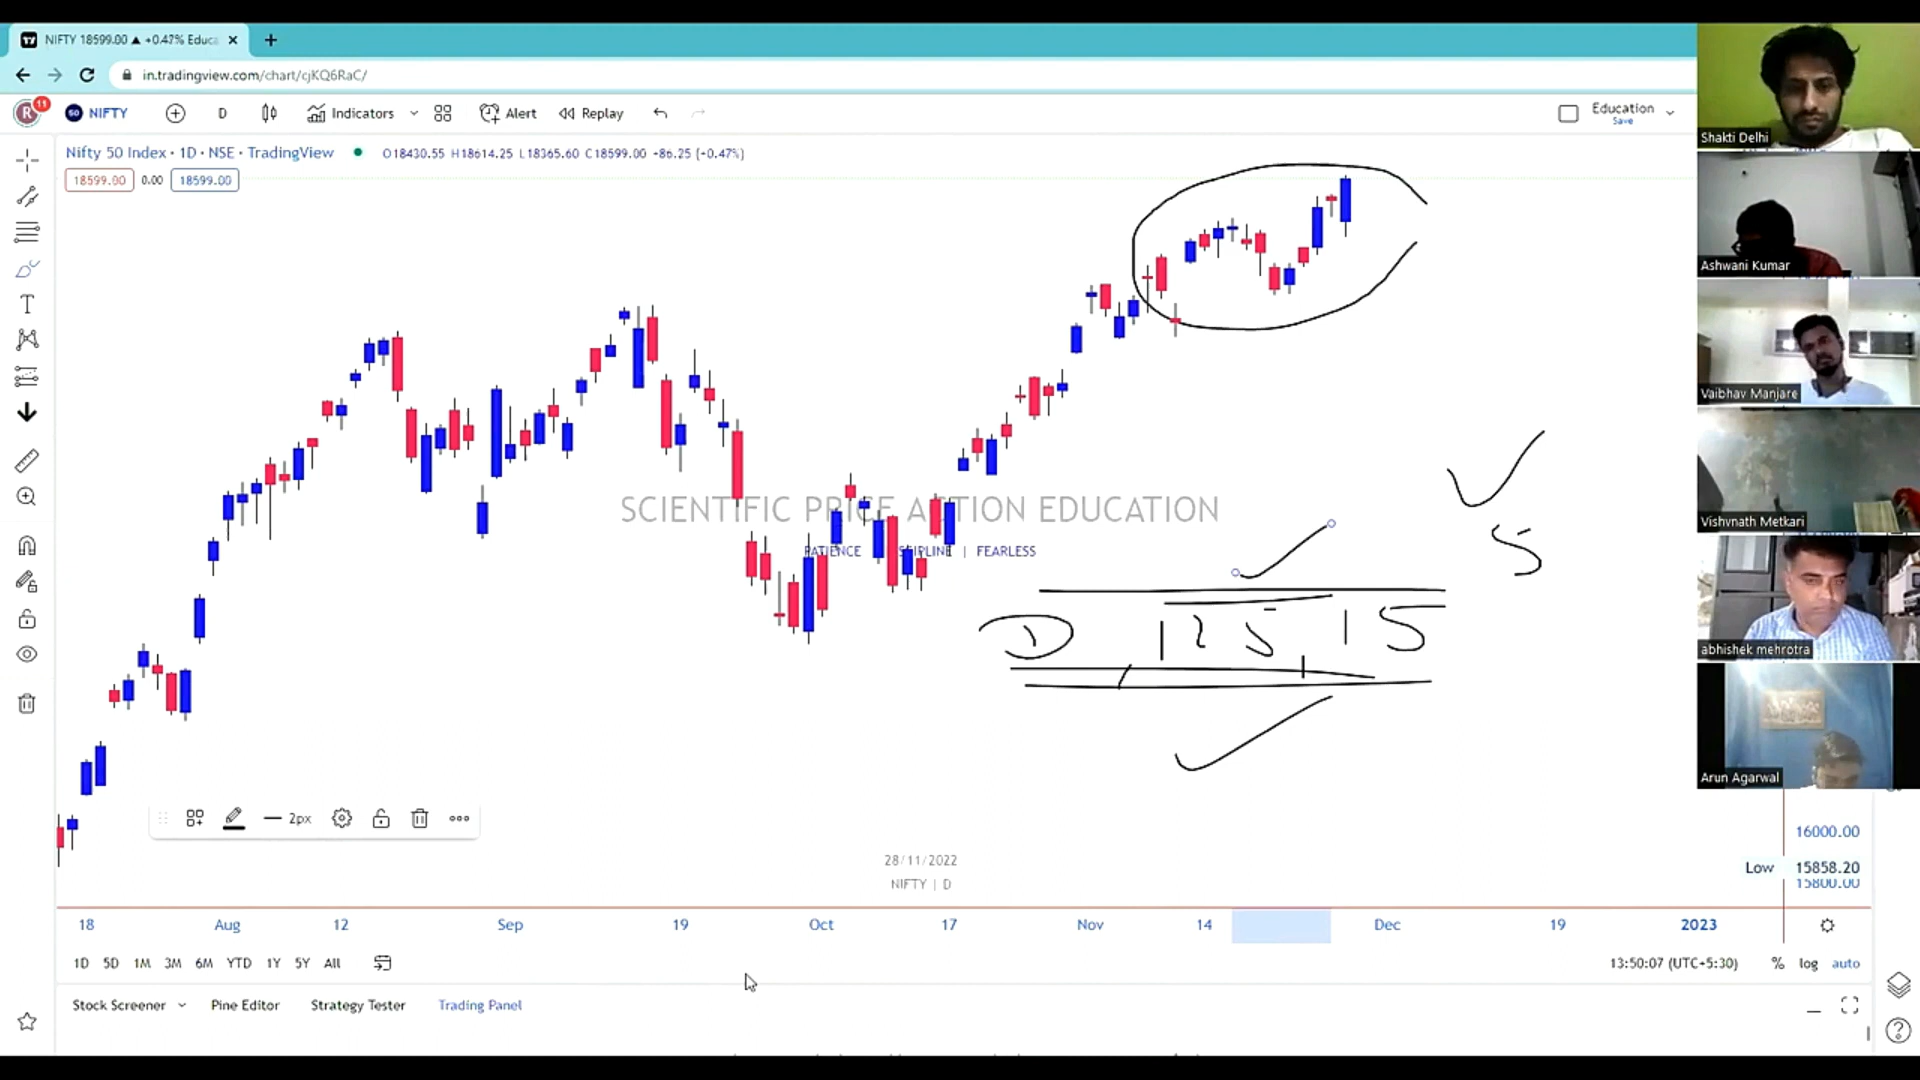 NIFTY 18599.00 ▲ +0.47% Educ
in.tradingview.com/chart/cjKQ6RaC/
R 11 50 NIFTY D Indicators Alert Replay Education
Save
Nifty 50 Index · 1D · NSE · TradingView O18430.55 H18614.25 L18365.60 C18599.00 +86.25 (+0.47%)
18599.00 0.00 18599.00
Shakti Delhi
Ashwani Kumar
Vaibhav Manjare
Vishvnath Metkari
abhishek mehrotra
Arun Agarwal
SCIENTIFIC PRICE ACTION EDUCATION
PATIENCE | FEARLESS
5
D 125, 15
2px
28/11/2022
NIFTY | D
16000.00
Low 15858.20
15800.00
18 Aug 12 Sep 19 Oct 17 Nov 14 Dec 19 2023
1D 5D 1M 3M 6M YTD 1Y 5Y All 13:50:07 (UTC+5:30) % log auto
Stock Screener Pine Editor Strategy Tester Trading Panel